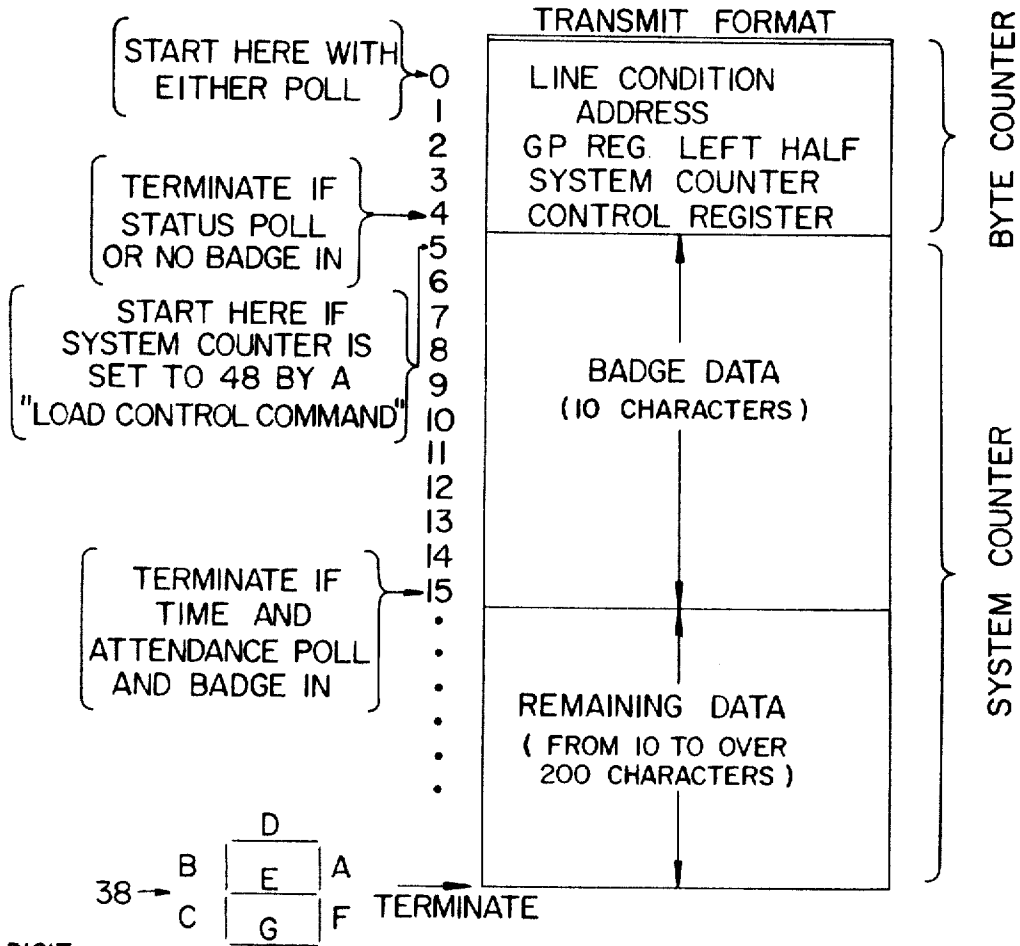 TRANSMIT FORMAT
START HERE WITH
EITHER POLL
0
1
2
3
4
5
6
7
8
9
10
11
12
13
14
15
LINE CONDITION
ADDRESS
GP REG. LEFT HALF
SYSTEM COUNTER
CONTROL REGISTER
BYTE COUNTER
TERMINATE IF
STATUS POLL
OR NO BADGE IN
START HERE IF
SYSTEM COUNTER IS
SET TO 48 BY A
"LOAD CONTROL COMMAND"
BADGE DATA
(10 CHARACTERS)
SYSTEM COUNTER
TERMINATE IF
TIME AND
ATTENDANCE POLL
AND BADGE IN
REMAINING DATA
( FROM 10 TO OVER
200 CHARACTERS )
D
B E A
38
C G F
TERMINATE